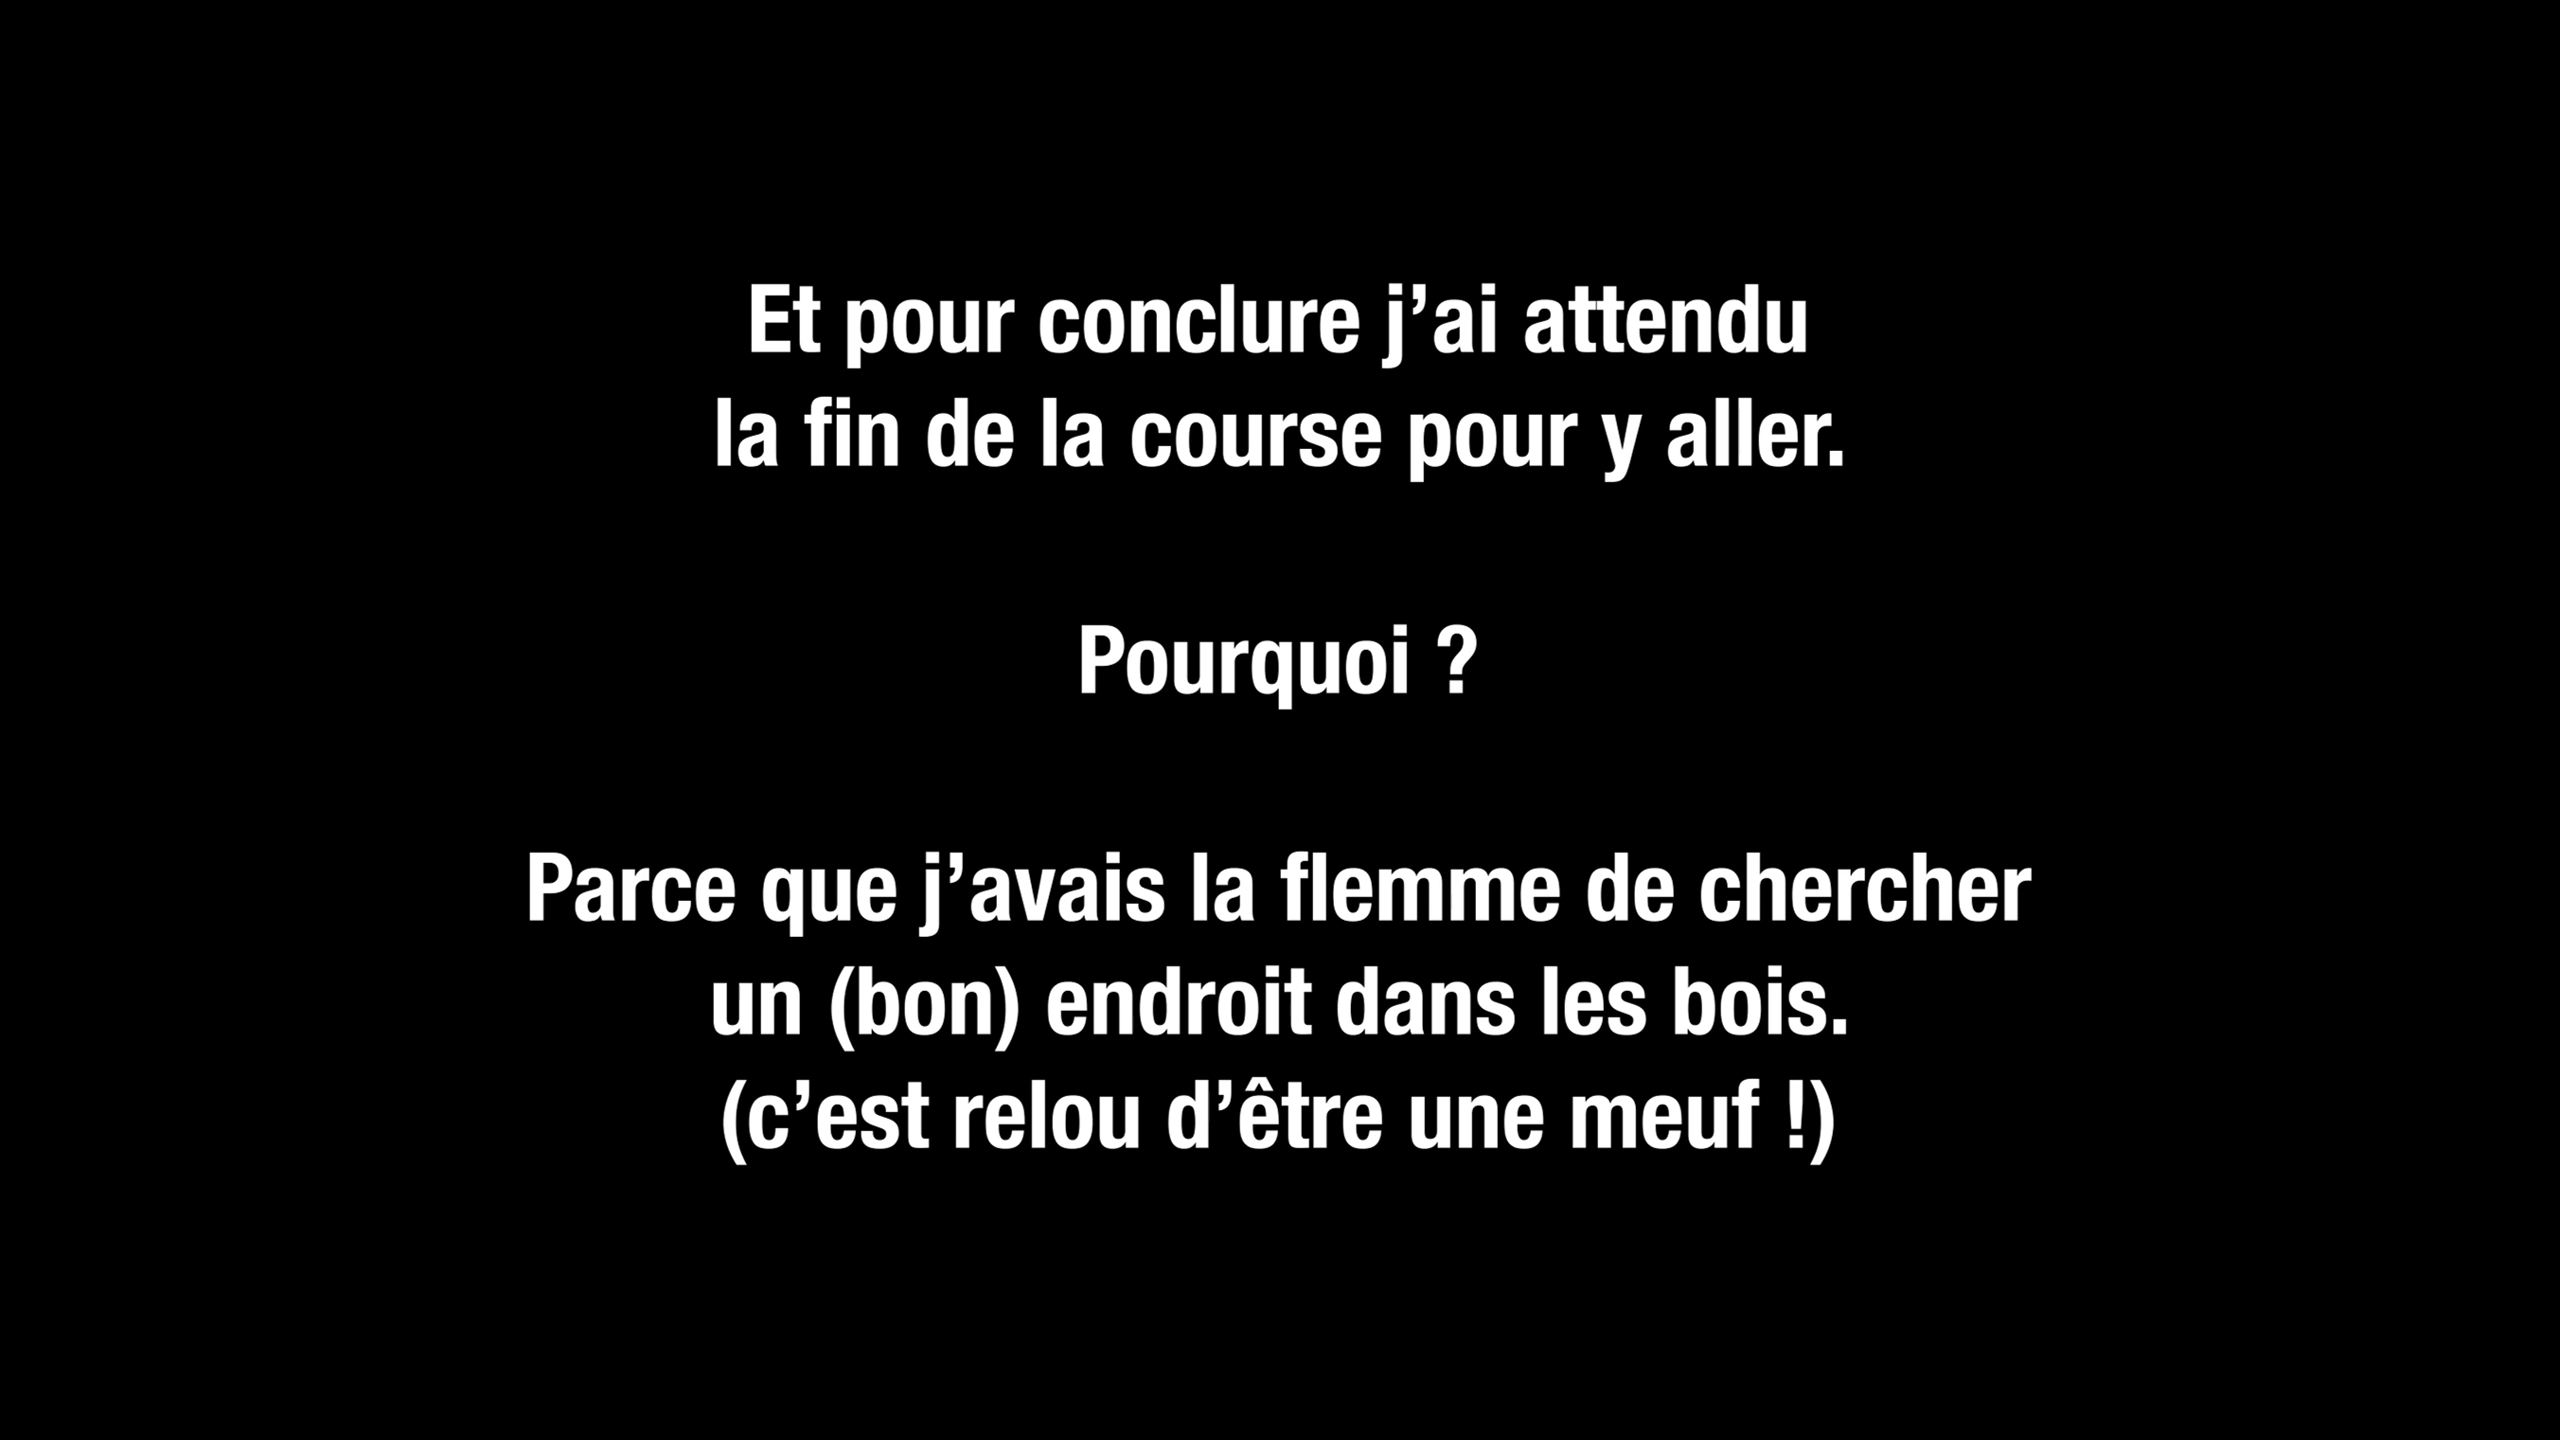 Et pour conclure j’ai attendu
la fin de la course pour y aller.
Pourquoi ?
Parce que j’avais la flemme de chercher
un (bon) endroit dans les bois.
(c’est relou d’être une meuf !)